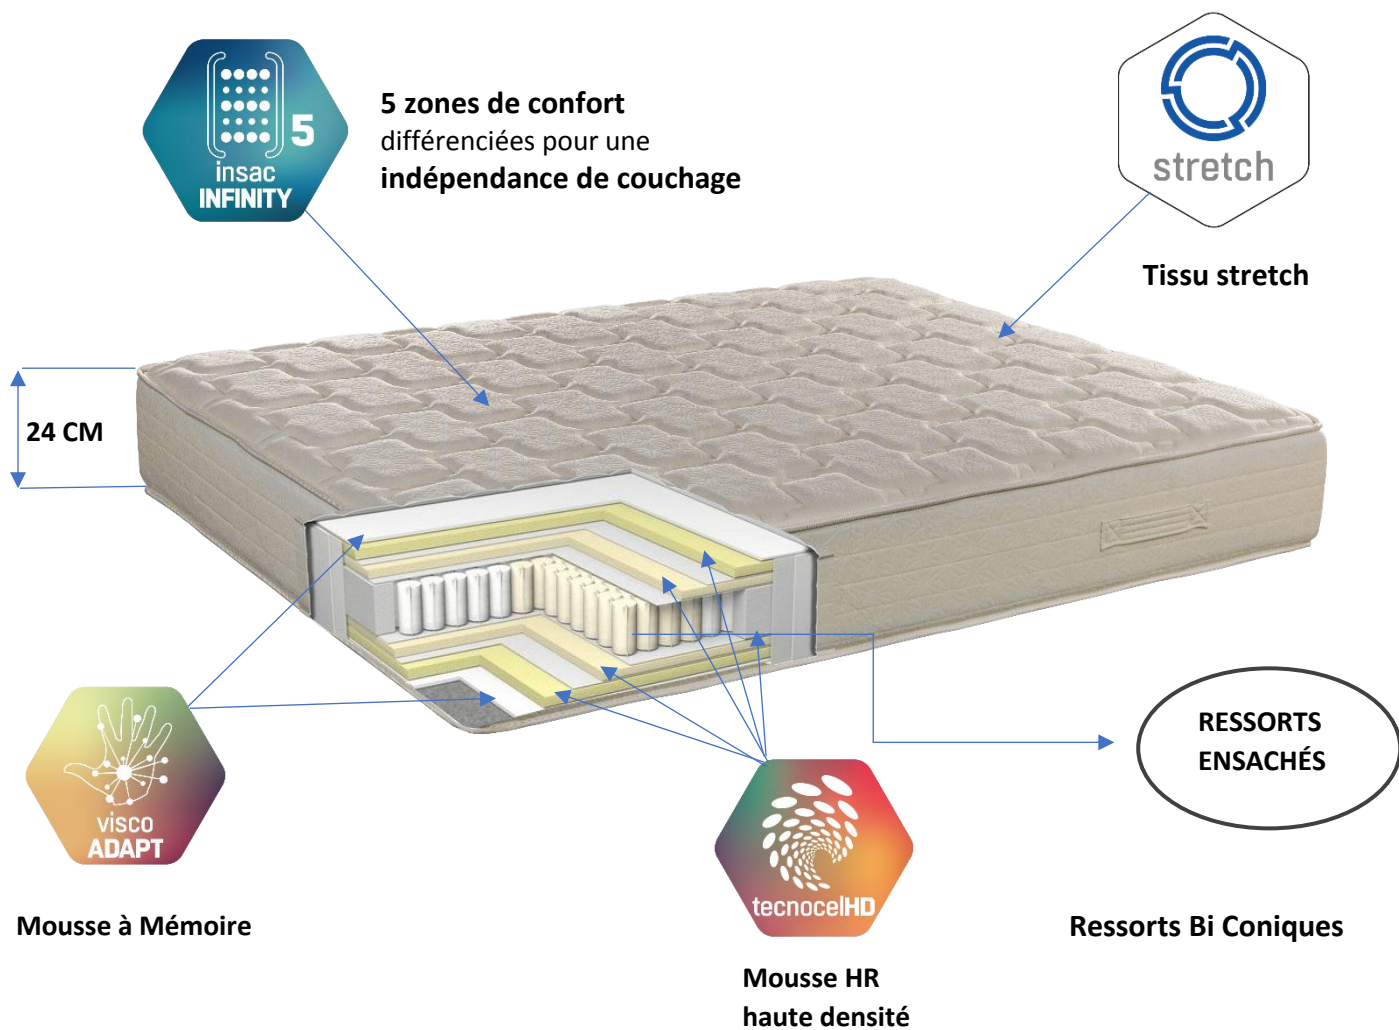 5
insac
INFINITY
5 zones de confort
différenciées pour une
indépendance de couchage
stretch
Tissu stretch
24 CM
RESSORTS
ENSACHÉS
visco
ADAPT
tecnocelHD
Mousse à Mémoire
Ressorts Bi Coniques
Mousse HR
haute densité